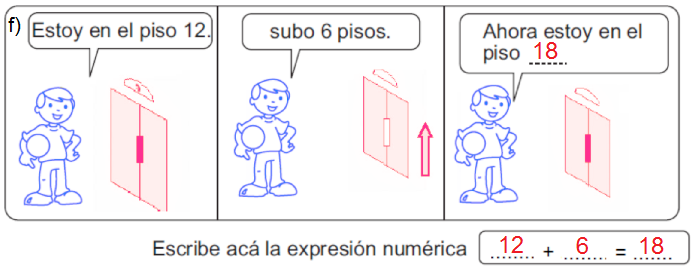 f) Estoy en el piso 12.
subo 6 pisos.
Ahora estoy en el
piso 18
Escribe acá la expresión numérica 12 + 6 = 18